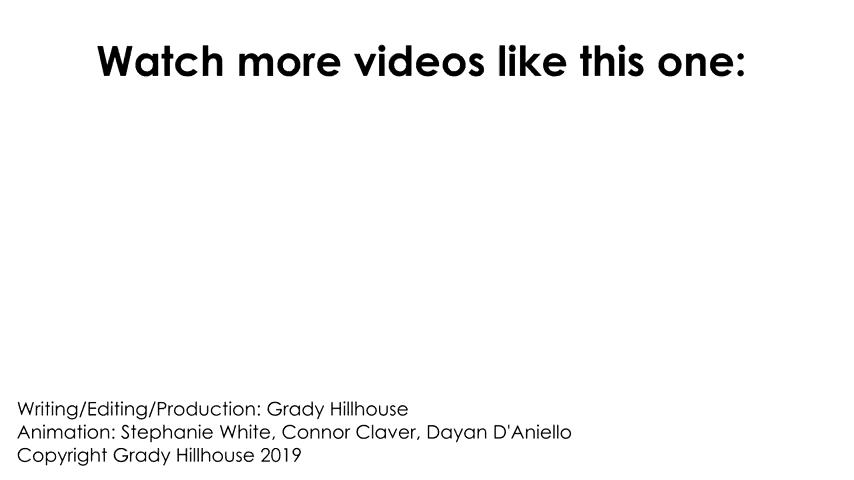 Watch more videos like this one:
Writing/Editing/Production: Grady Hillhouse
Animation: Stephanie White, Connor Claver, Dayan D'Aniello
Copyright Grady Hillhouse 2019